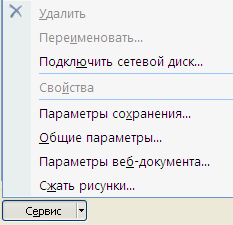 Удалить
Переименовать...
Подключить сетевой диск...
Свойства
Параметры сохранения...
Общие параметры...
Параметры веб-документа...
Сжать рисунки...
Сервис